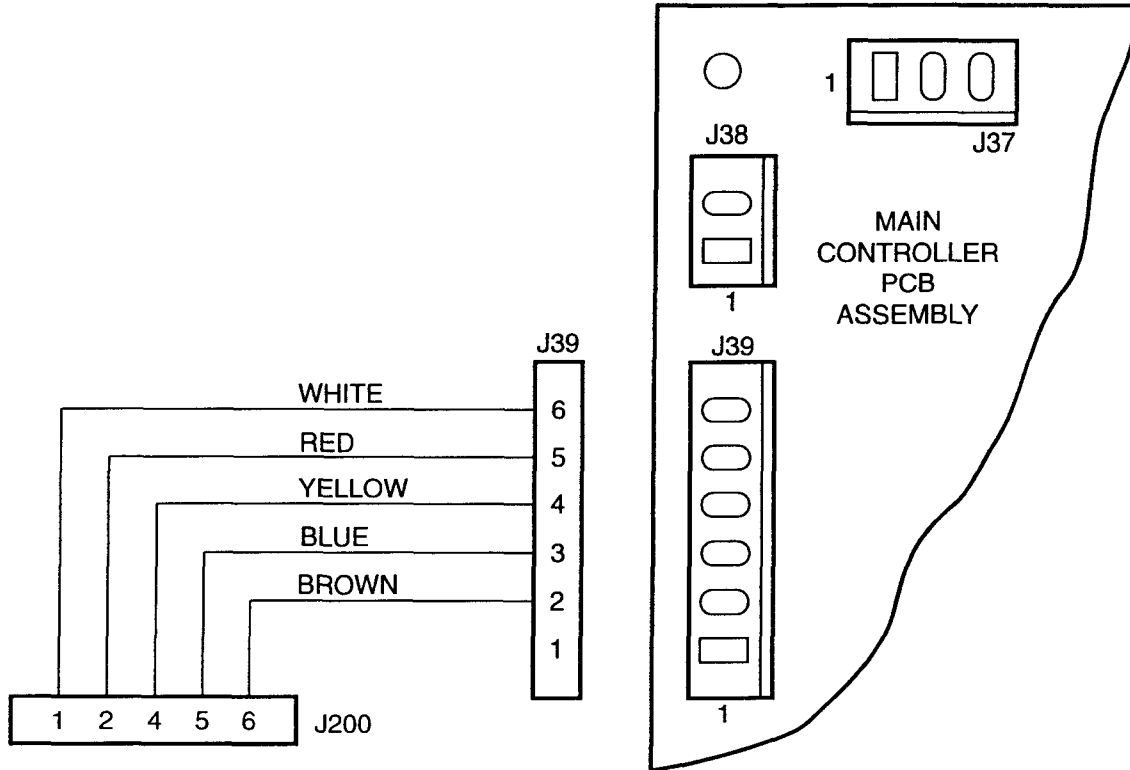 J39
WHITE 6
RED 5
YELLOW 4
BLUE 3
BROWN 2
1
1 2 4 5 6 J200
1
J37
J38
1
MAIN
CONTROLLER
PCB
ASSEMBLY
J39
1